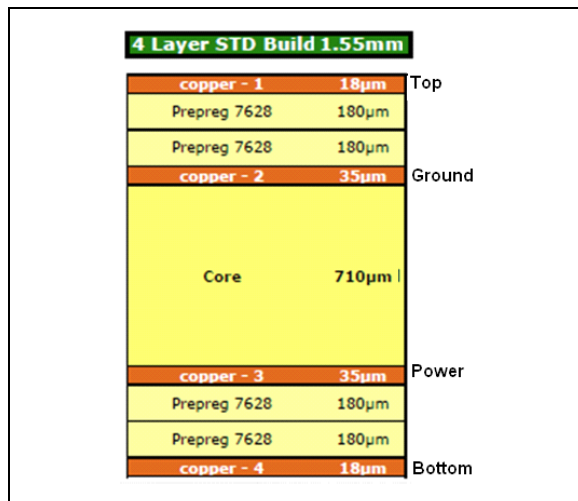 4 Layer STD Build 1.55mm
copper - 1 18µm Top
Prepreg 7628 180µm
Prepreg 7628 180µm
copper - 2 35µm Ground
Core 710µm
copper - 3 35µm Power
Prepreg 7628 180µm
Prepreg 7628 180µm
copper - 4 18µm Bottom